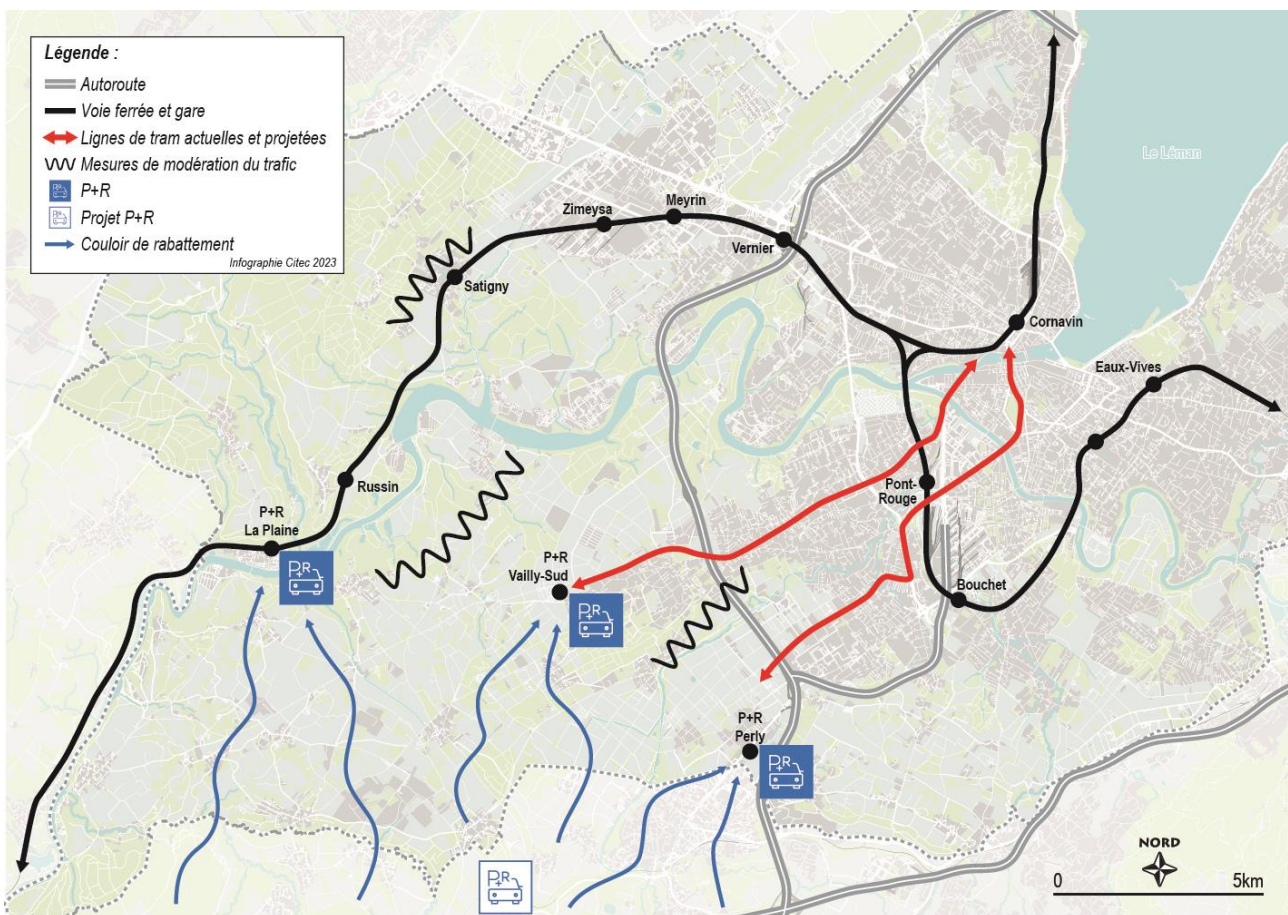 Légende :
Autoroute
Voie ferrée et gare
Lignes de tram actuelles et projetées
Mesures de modération du trafic
P+R
Projet P+R
Couloir de rabattement
Infographie Citec 2023
Le Léman
Zimeysa
Meyrin
Vernier
Satigny
Cornavin
Eaux-Vives
Russin
Pont-
Rouge
P+R
La Plaine
P+R
P+R
Vailly-Sud
P+R
Bouchet
P+R
Perly
P+R
P+R
NORD
0 5km